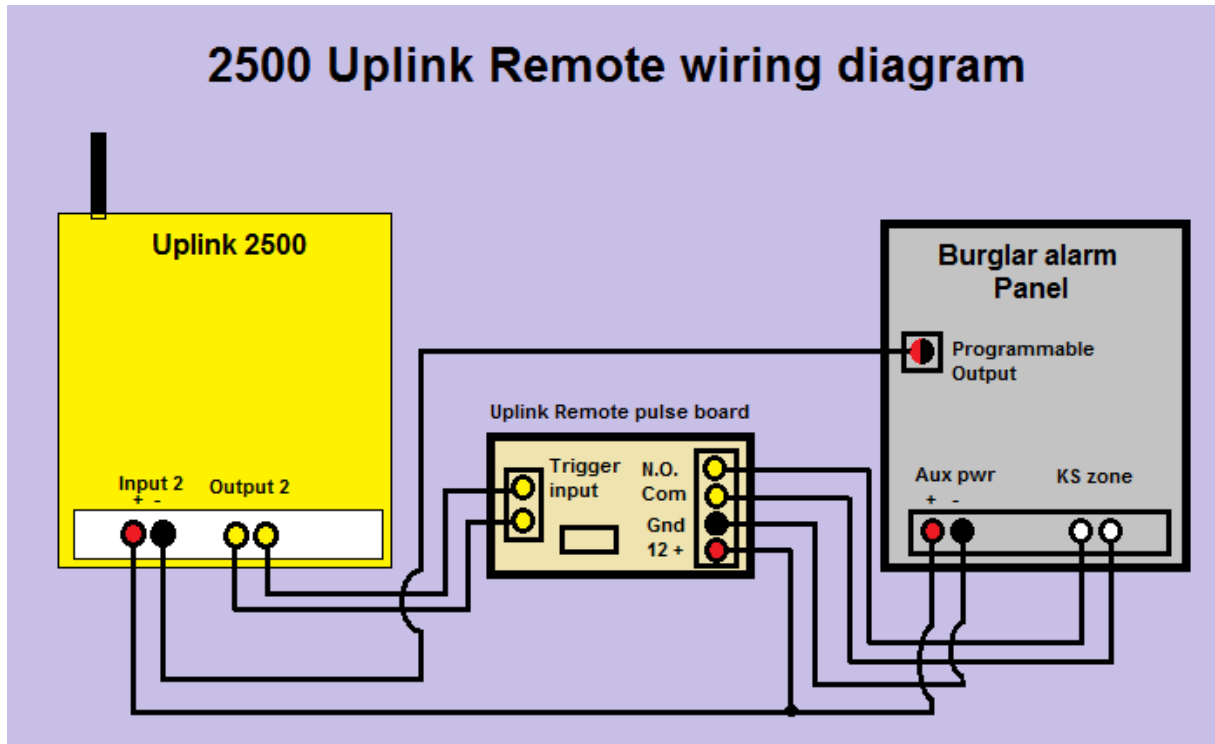 2500 Uplink Remote wiring diagram
Uplink 2500
Input 2
+ -
Output 2
Uplink Remote pulse board
Trigger
input
N.O.
Com
Gnd
12 +
Burglar alarm
Panel
Programmable
Output
Aux pwr
+ -
KS zone